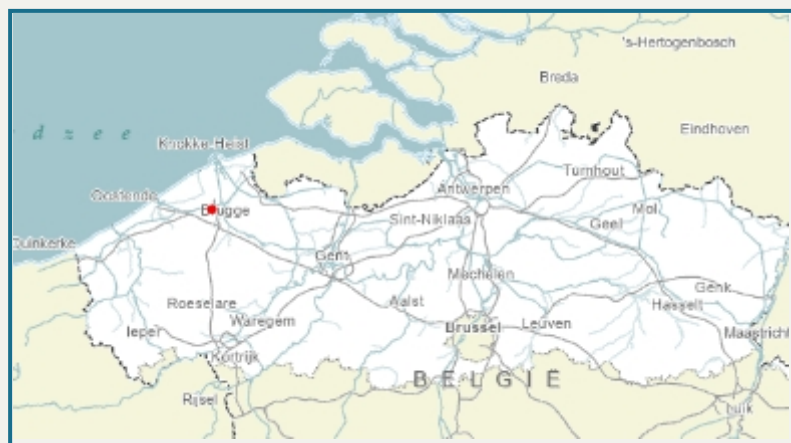 's-Hertogenbosch
Breda
d z e e
Eindhoven
Knokke-Heist
Turnhout
Oostende
Antwerpen
Brugge
Mol
Sint-Niklaas
Geel
Duinkerke
Gent
Mechelen
Genk
Roeselare
Aalst
Hasselt
Ieper
Waregem
Brussel
Leuven
Maastricht
Kortrijk
BELGIË
Rijsel
Luik